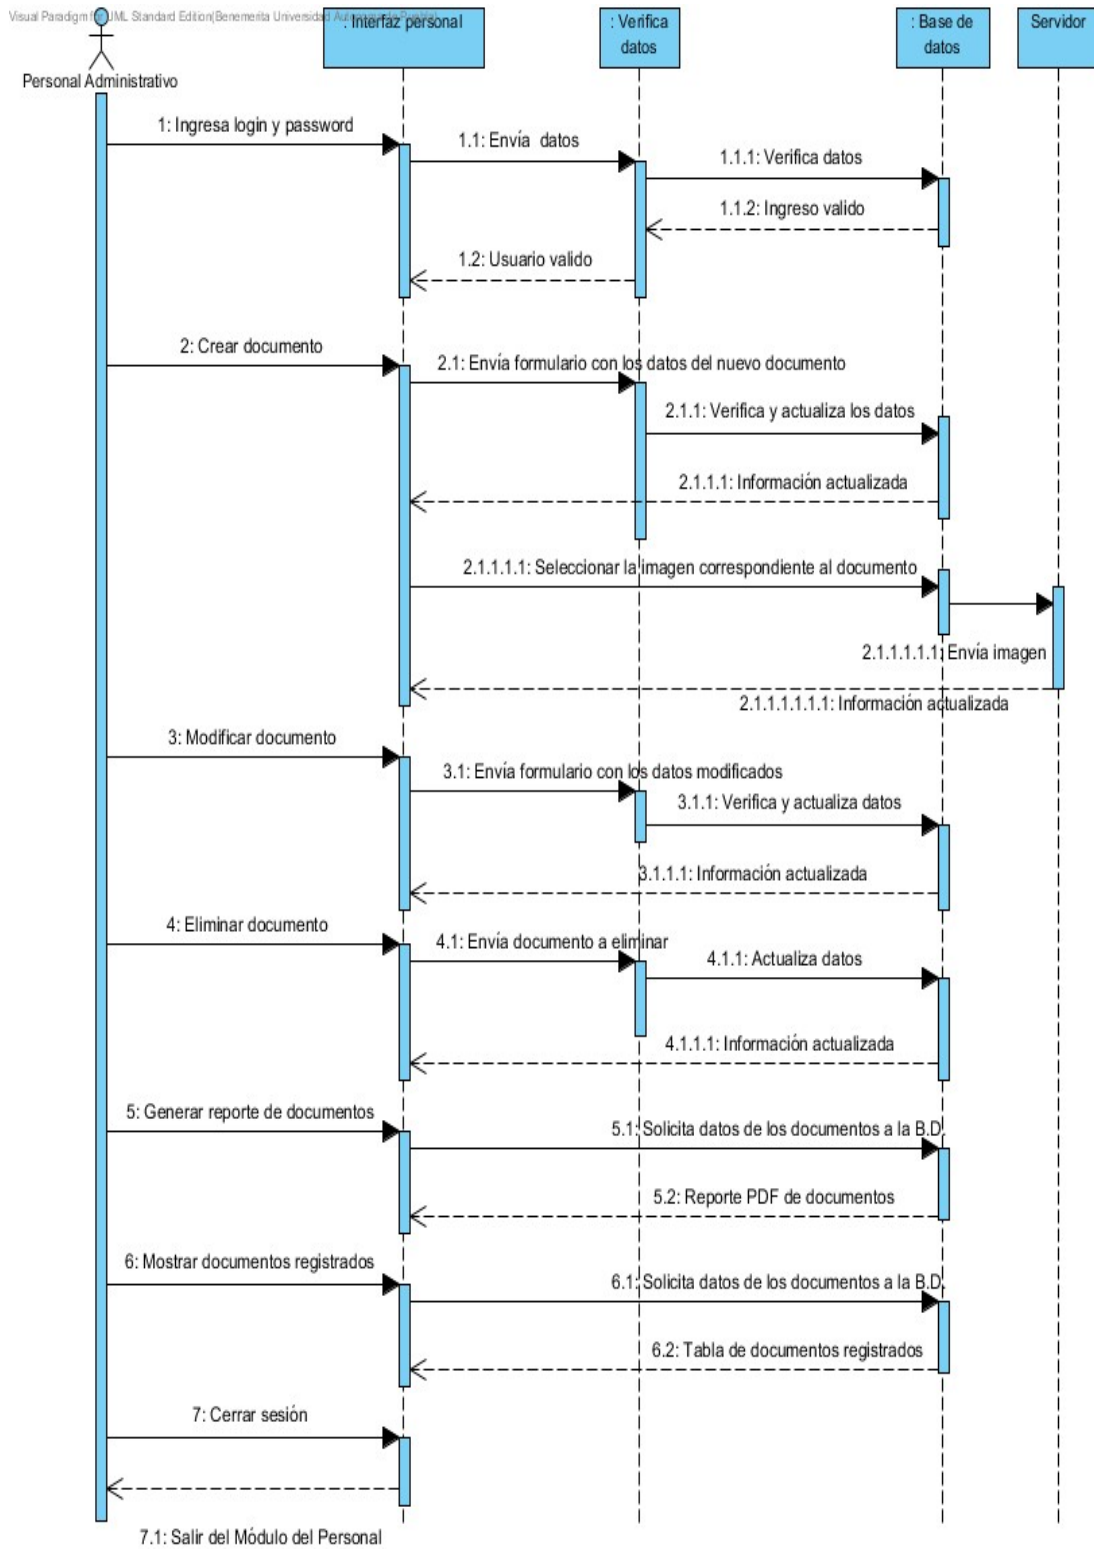 Visual Paradigm for UML Standard Edition(Benemerita Universidad Autonoma de Puebla)
: Interfaz personal
: Verifica
datos
: Base de
datos
Servidor
Personal Administrativo
1: Ingresa login y password
1.1: Envía datos
1.1.1: Verifica datos
1.1.2: Ingreso valido
1.2: Usuario valido
2: Crear documento
2.1: Envía formulario con los datos del nuevo documento
2.1.1: Verifica y actualiza los datos
2.1.1.1: Información actualizada
2.1.1.1.1: Seleccionar la imagen correspondiente al documento
2.1.1.1.1.1: Envía imagen
2.1.1.1.1.1.1: Información actualizada
3: Modificar documento
3.1: Envía formulario con los datos modificados
3.1.1: Verifica y actualiza datos
3.1.1.1: Información actualizada
4: Eliminar documento
4.1: Envía documento a eliminar
4.1.1: Actualiza datos
4.1.1.1: Información actualizada
5: Generar reporte de documentos
5.1: Solicita datos de los documentos a la B.D.
5.2: Reporte PDF de documentos
6: Mostrar documentos registrados
6.1: Solicita datos de los documentos a la B.D.
6.2: Tabla de documentos registrados
7: Cerrar sesión
7.1: Salir del Módulo del Personal